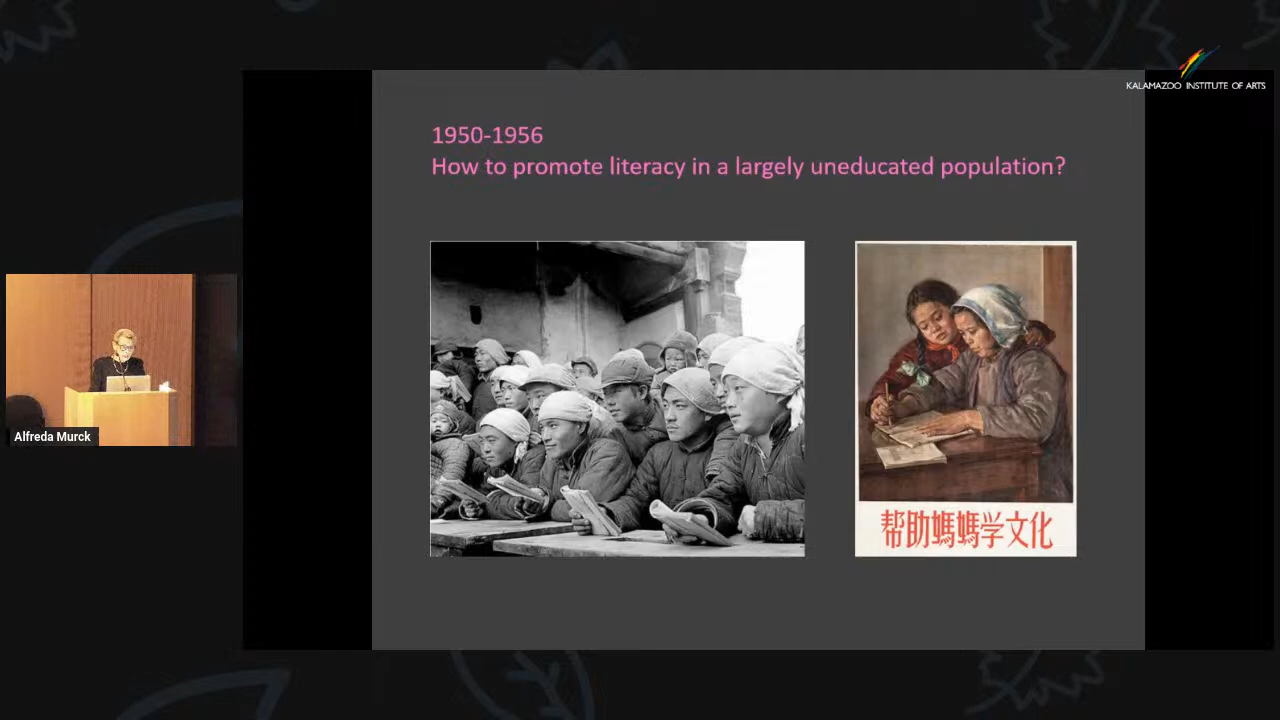 KALAMAZOO INSTITUTE OF ARTS
1950-1956
How to promote literacy in a largely uneducated population?
帮助媽媽学文化
Alfreda Murck